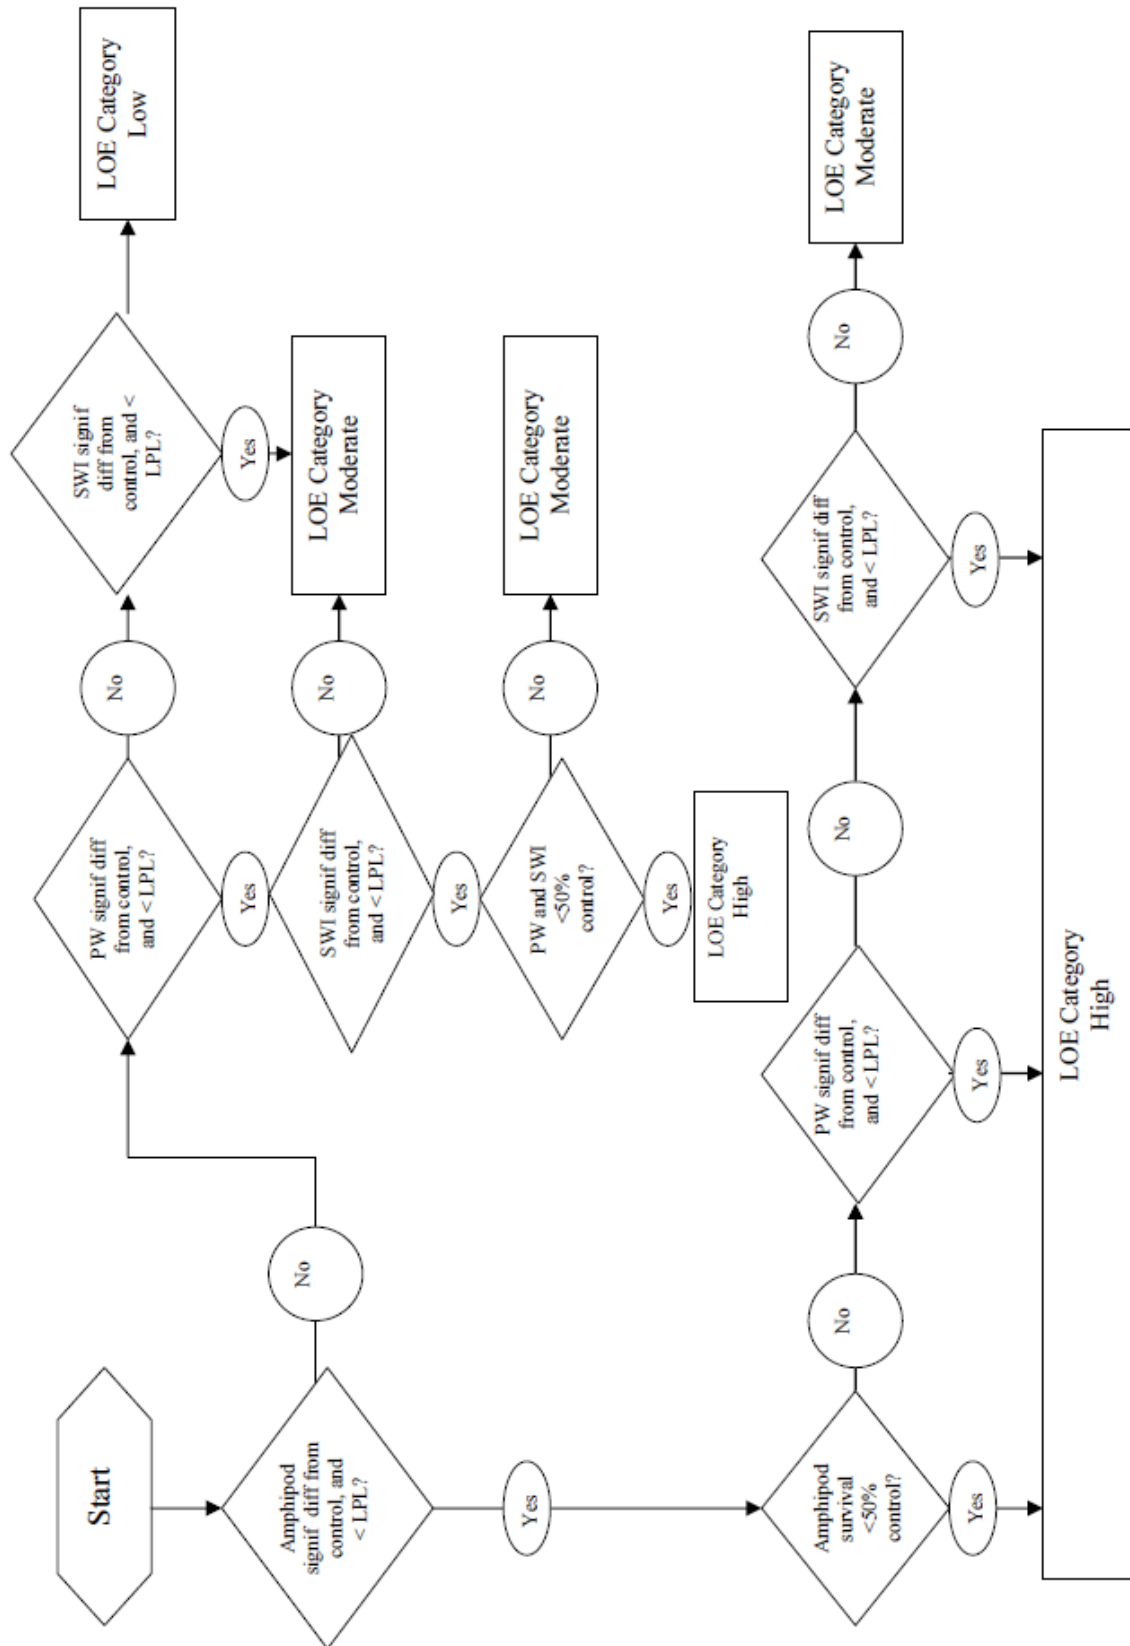 Start
Amphipod
signif diff from
control, and
< LPL?
No
PW signif diff
from control,
and < LPL?
No
SWI signif
diff from
control, and <
LPL?
LOE Category
Low
Yes
Yes
SWI signif diff
from control,
and < LPL?
No
LOE Category
Moderate
Yes
PW and SWI
<50%
control?
No
LOE Category
Moderate
Yes
LOE Category
High
Yes
Amphipod
survival
<50%
control?
No
PW signif diff
from control,
and < LPL?
No
SWI signif diff
from control,
and < LPL?
No
LOE Category
Moderate
Yes
Yes
Yes
LOE Category
High